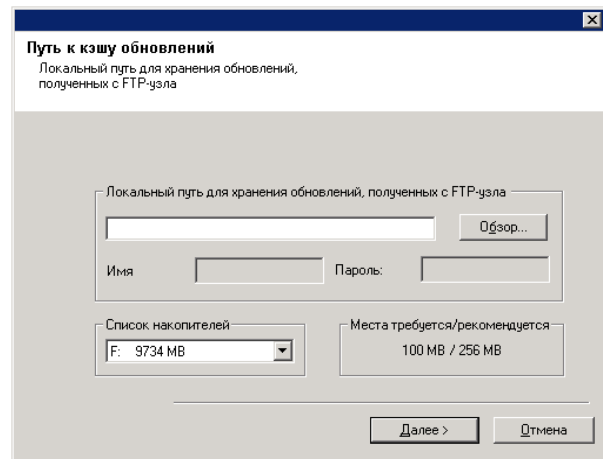 Путь к кэшу обновлений
Локальный путь для хранения обновлений,
полученных с FTP-узла
Локальный путь для хранения обновлений, полученных с FTP-узла
Обзор...
Имя
Пароль:
Список накопителей
Места требуется/рекомендуется
F: 9734 MB
100 MB / 256 MB
Далее >
Отмена